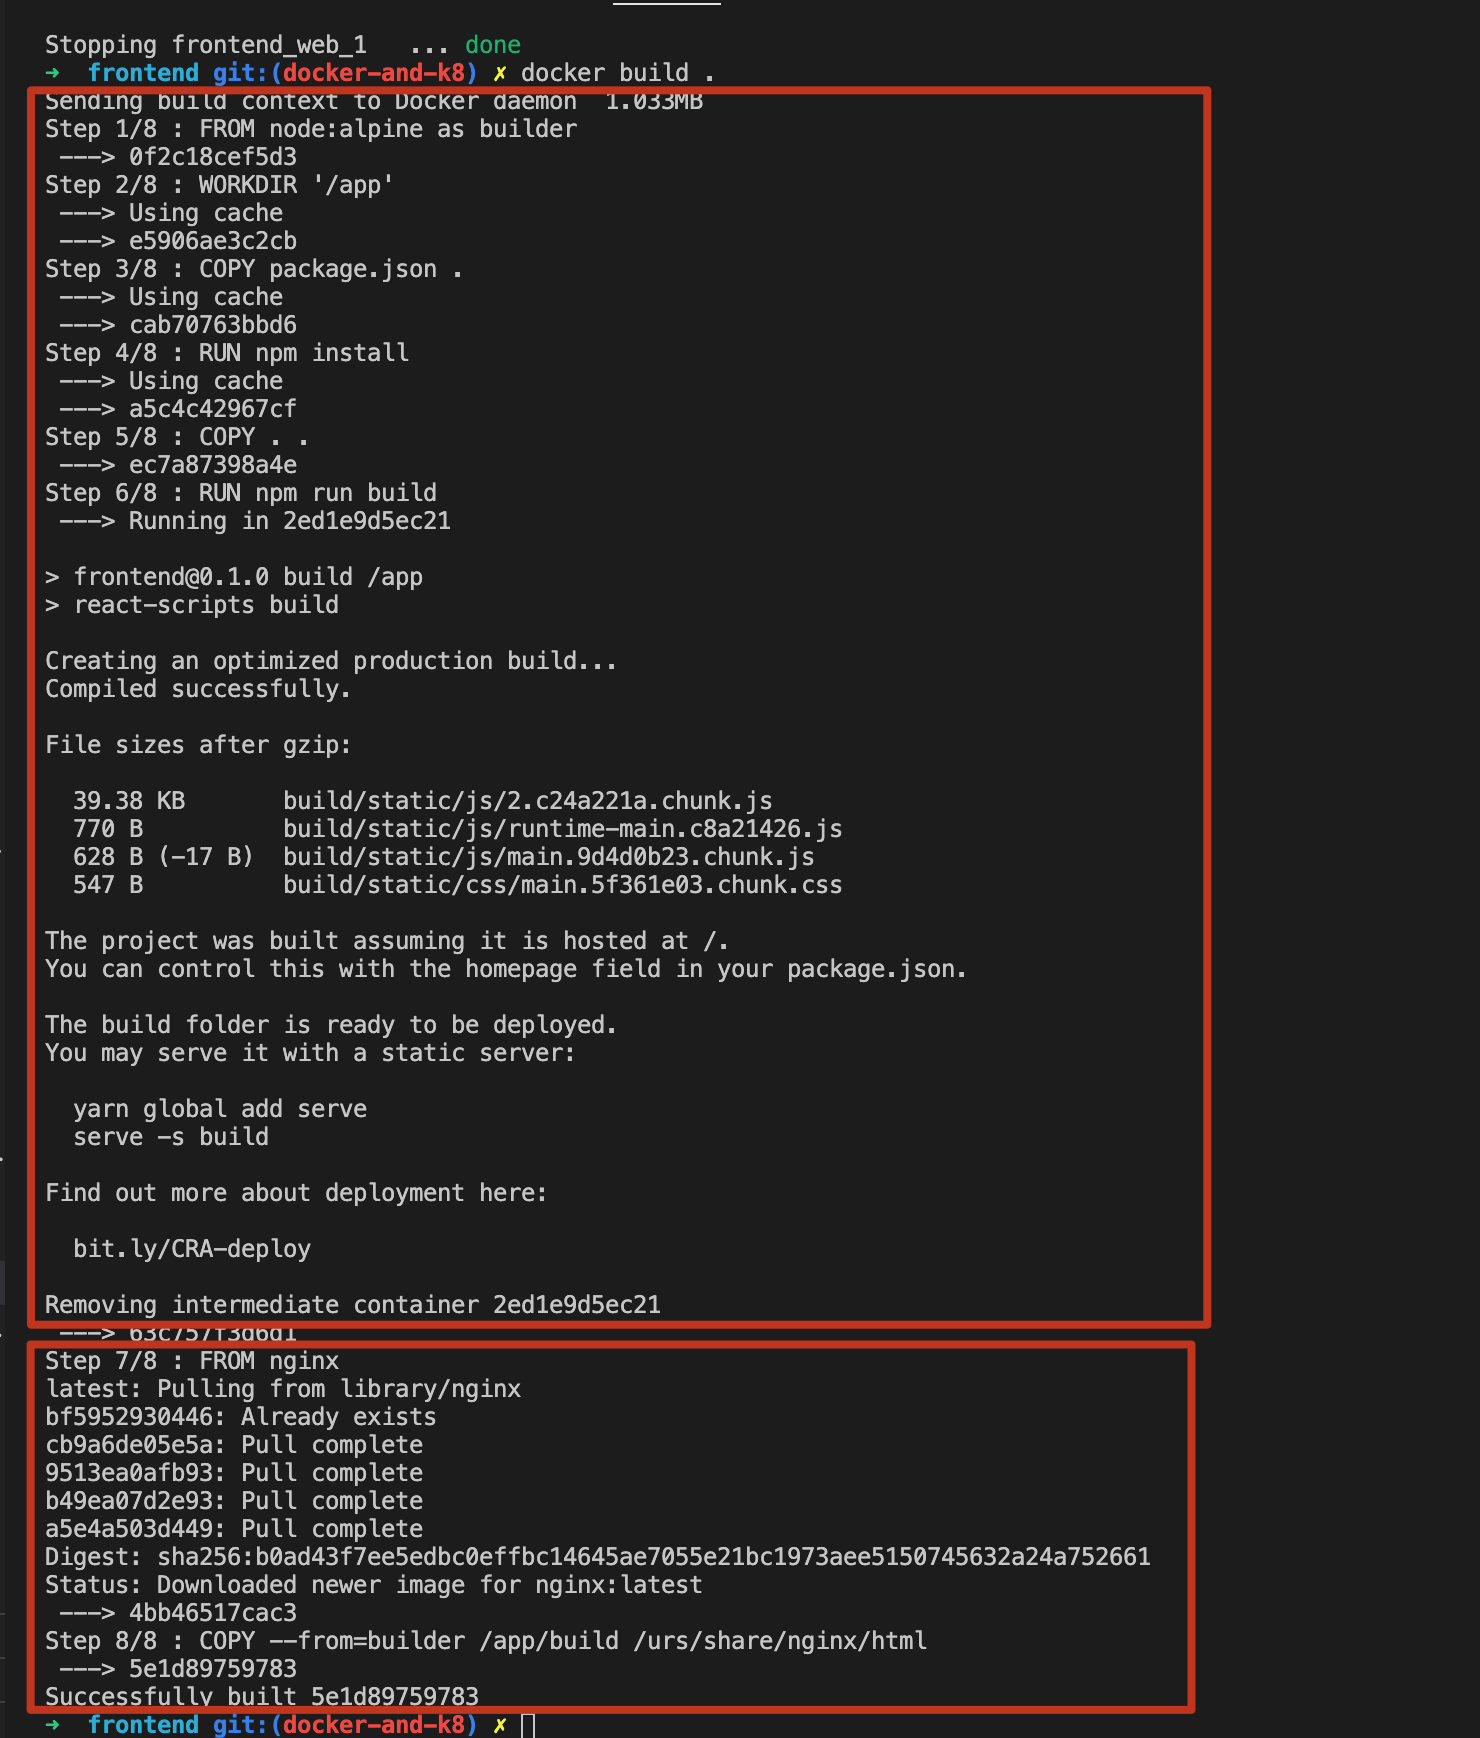 Stopping frontend_web_1   ... done
➜  frontend git:(docker-and-k8) ✗ docker build .
Sending build context to Docker daemon  1.033MB
Step 1/8 : FROM node:alpine as builder
 ---> 0f2c18cef5d3
Step 2/8 : WORKDIR '/app'
 ---> Using cache
 ---> e5906ae3c2cb
Step 3/8 : COPY package.json .
 ---> Using cache
 ---> cab70763bbd6
Step 4/8 : RUN npm install
 ---> Using cache
 ---> a5c4c42967cf
Step 5/8 : COPY . .
 ---> ec7a87398a4e
Step 6/8 : RUN npm run build
 ---> Running in 2ed1e9d5ec21
> frontend@0.1.0 build /app
> react-scripts build
Creating an optimized production build...
Compiled successfully.
File sizes after gzip:
  39.38 KB       build/static/js/2.c24a221a.chunk.js
  770 B          build/static/js/runtime-main.c8a21426.js
  628 B (-17 B)  build/static/js/main.9d4d0b23.chunk.js
  547 B          build/static/css/main.5f361e03.chunk.css
The project was built assuming it is hosted at /.
You can control this with the homepage field in your package.json.
The build folder is ready to be deployed.
You may serve it with a static server:
  yarn global add serve
  serve -s build
Find out more about deployment here:
  bit.ly/CRA-deploy
Removing intermediate container 2ed1e9d5ec21
 ---> 63c757f3d6d1
Step 7/8 : FROM nginx
latest: Pulling from library/nginx
bf5952930446: Already exists
cb9a6de05e5a: Pull complete
9513ea0afb93: Pull complete
b49ea07d2e93: Pull complete
a5e4a503d449: Pull complete
Digest: sha256:b0ad43f7ee5edbc0effbc14645ae7055e21bc1973aee5150745632a24a752661
Status: Downloaded newer image for nginx:latest
 ---> 4bb46517cac3
Step 8/8 : COPY --from=builder /app/build /urs/share/nginx/html
 ---> 5e1d89759783
Successfully built 5e1d89759783
➜  frontend git:(docker-and-k8) ✗